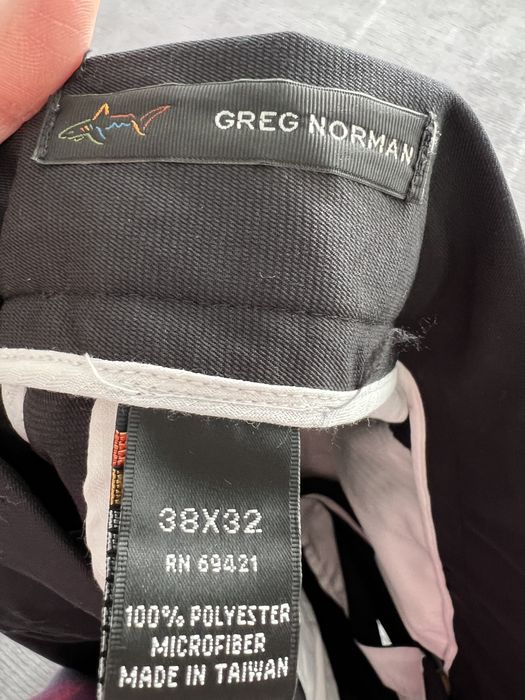 GREG NORMAN
38X32
RN 69421
100% POLYESTER
MICROFIBER
MADE IN TAIWAN